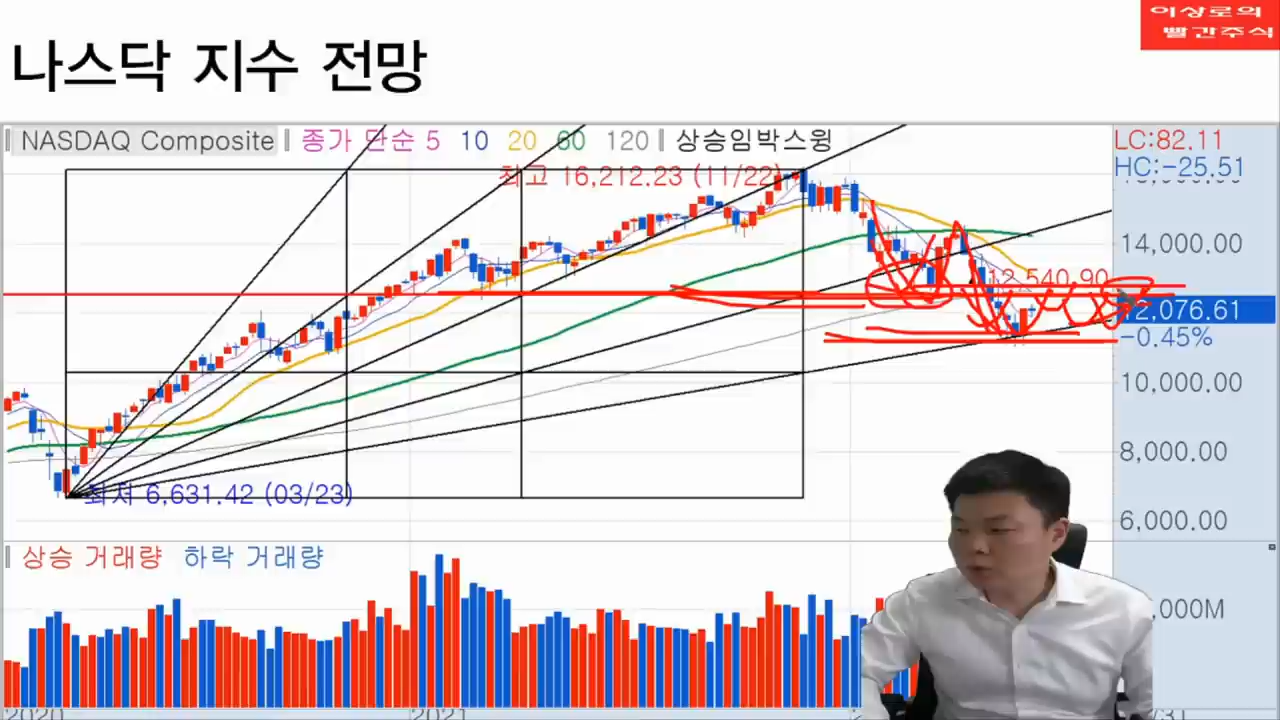 이상로의
빨간주식
나스닥 지수 전망
NASDAQ Composite 종가 단순 5 10 20 60 120 상승임박스윙
LC:82.11
HC:-25.51
최고 16,212.23 (11/22)
14,000.00
12,540.90
12,076.61
-0.45%
10,000.00
8,000.00
최저 6,631.42 (03/23)
6,000.00
상승 거래량 하락 거래량
,000M
2020
2021